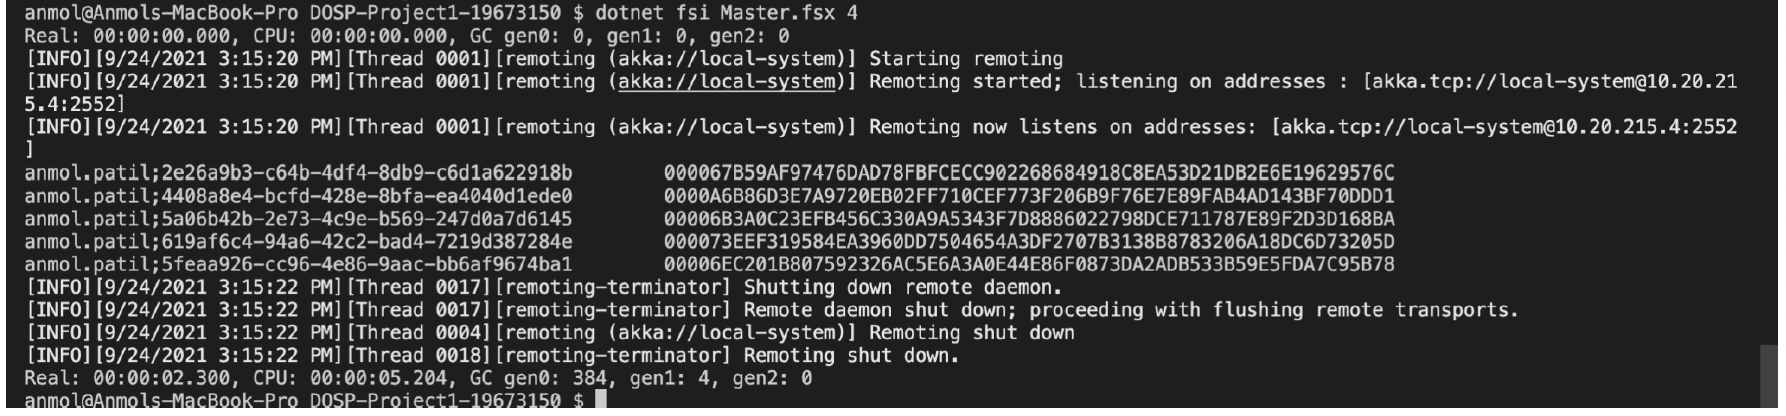 anmol@Anmols-MacBook-Pro DOSP-Project1-19673150 $ dotnet fsi Master.fsx 4
Real: 00:00:00.000, CPU: 00:00:00.000, GC gen0: 0, gen1: 0, gen2: 0
[INFO][9/24/2021 3:15:20 PM][Thread 0001][remoting (akka://local-system)] Starting remoting
[INFO][9/24/2021 3:15:20 PM][Thread 0001][remoting (akka://local-system)] Remoting started; listening on addresses : [akka.tcp://local-system@10.20.21
5.4:2552]
[INFO][9/24/2021 3:15:20 PM][Thread 0001][remoting (akka://local-system)] Remoting now listens on addresses: [akka.tcp://local-system@10.20.215.4:2552
]
anmol.patil;2e26a9b3-c64b-4df4-8db9-c6d1a622918b 000067B59AF97476DAD78FBFCECC902268684918C8EA53D21DB2E6E19629576C
anmol.patil;4408a8e4-bcfd-428e-8bfa-ea4040d1ede0 0000A6B86D3E7A9720EB02FF710CEF773F206B9F76E7E89FAB4AD143BF70DDD1
anmol.patil;5a06b42b-2e73-4c9e-b569-247d0a7d6145 00006B3A0C23EFB456C330A9A5343F7D8886022798DCE711787E89F2D3D168BA
anmol.patil;619af6c4-94a6-42c2-bad4-7219d387284e 000073EEF319584EA3960DD7504654A3DF2707B3138B8783206A18DC6D73205D
anmol.patil;5feaa926-cc96-4e86-9aac-bb6af9674ba1 00006EC201B807592326AC5E6A3A0E44E86F0873DA2ADB533B59E5FDA7C95B78
[INFO][9/24/2021 3:15:22 PM][Thread 0017][remoting-terminator] Shutting down remote daemon.
[INFO][9/24/2021 3:15:22 PM][Thread 0017][remoting-terminator] Remote daemon shut down; proceeding with flushing remote transports.
[INFO][9/24/2021 3:15:22 PM][Thread 0004][remoting (akka://local-system)] Remoting shut down
[INFO][9/24/2021 3:15:22 PM][Thread 0018][remoting-terminator] Remoting shut down.
Real: 00:00:02.300, CPU: 00:00:05.204, GC gen0: 384, gen1: 4, gen2: 0
anmol@Anmols-MacBook-Pro DOSP-Project1-19673150 $